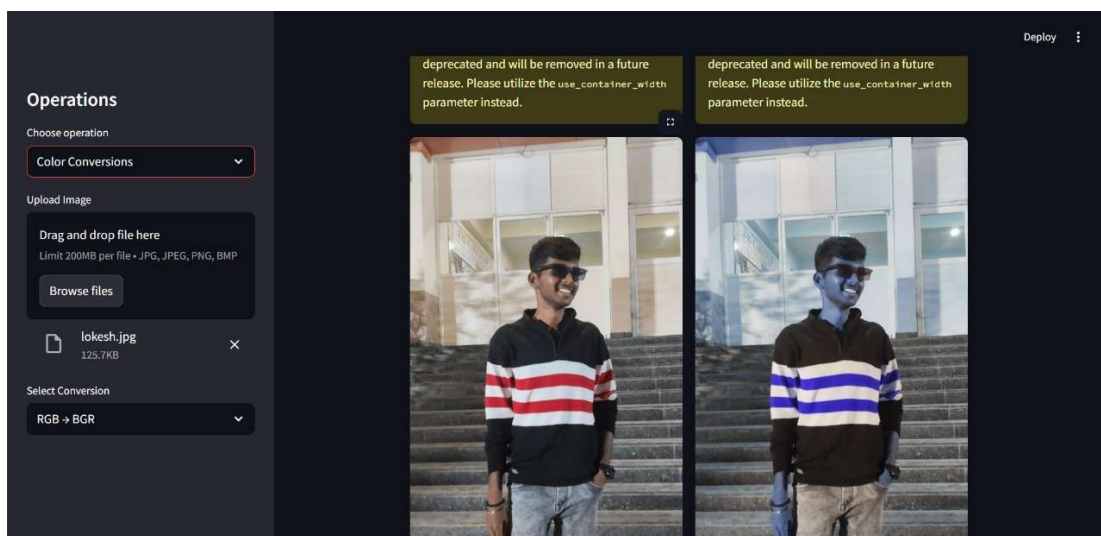 Deploy
Operations
Choose operation
Color Conversions
Upload Image
Drag and drop file here
Limit 200MB per file • JPG, JPEG, PNG, BMP
Browse files
lokesh.jpg
125.7KB
Select Conversion
RGB → BGR
deprecated and will be removed in a future
release. Please utilize the use_container_width
parameter instead.
deprecated and will be removed in a future
release. Please utilize the use_container_width
parameter instead.